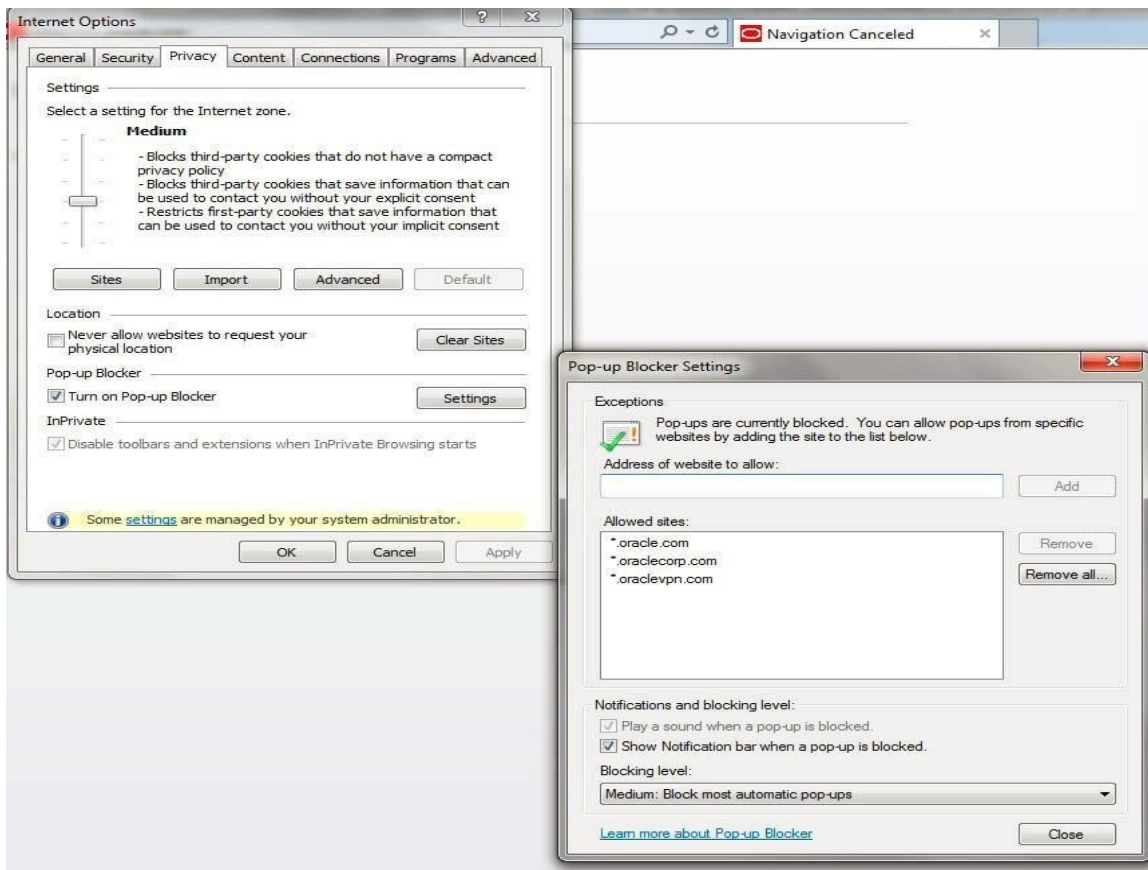 Internet Options
General Security Privacy Content Connections Programs Advanced
Settings
Select a setting for the Internet zone.
Medium
- Blocks third-party cookies that do not have a compact
privacy policy
- Blocks third-party cookies that save information that can
be used to contact you without your explicit consent
- Restricts first-party cookies that save information that
can be used to contact you without your implicit consent
Sites Import Advanced Default
Location
Never allow websites to request your
physical location
Clear Sites
Pop-up Blocker
Turn on Pop-up Blocker
Settings
InPrivate
Disable toolbars and extensions when InPrivate Browsing starts
Some settings are managed by your system administrator.
OK Cancel Apply
Navigation Canceled
Pop-up Blocker Settings
Exceptions
Pop-ups are currently blocked. You can allow pop-ups from specific
websites by adding the site to the list below.
Address of website to allow:
Add
Allowed sites:
*.oracle.com
*.oraclecorp.com
*.oraclevpn.com
Remove
Remove all...
Notifications and blocking level:
Play a sound when a pop-up is blocked.
Show Notification bar when a pop-up is blocked.
Blocking level:
Medium: Block most automatic pop-ups
Learn more about Pop-up Blocker
Close